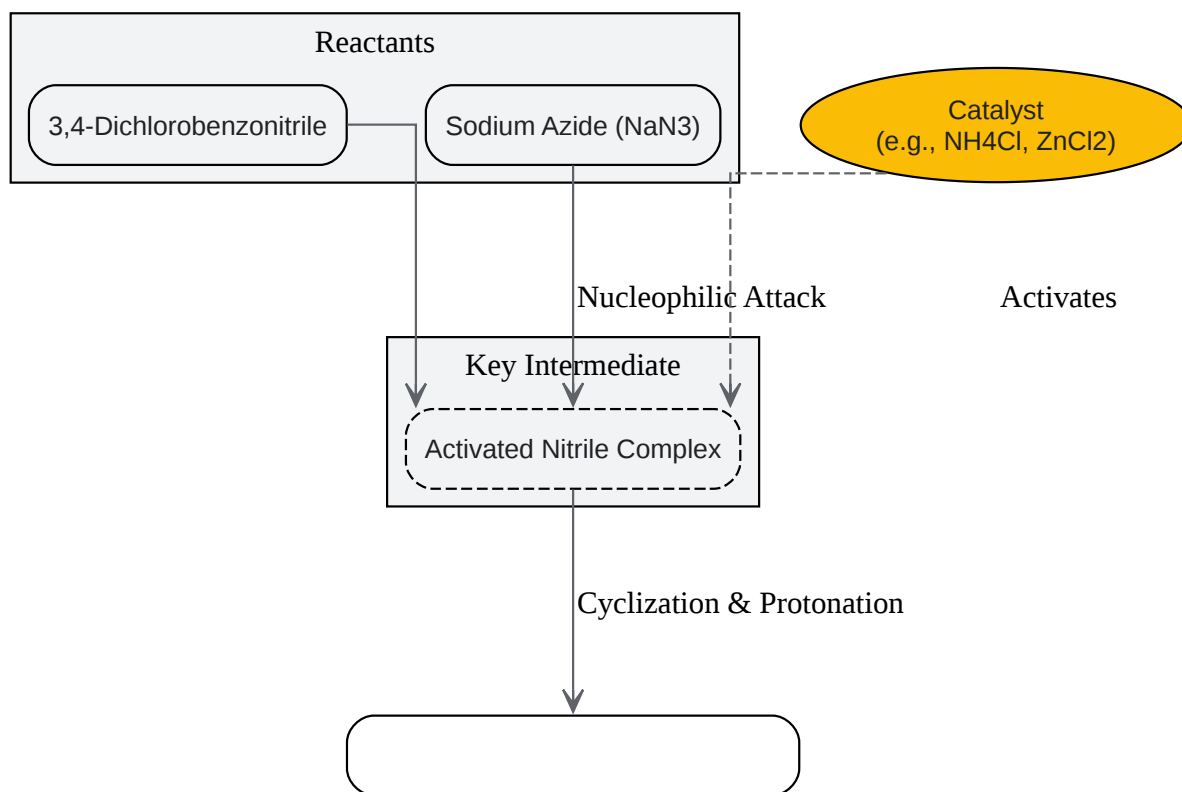 Reactants
3,4-Dichlorobenzonitrile
Sodium Azide (NaN3)
Catalyst
(e.g., NH4Cl, ZnCl2)
Nucleophilic Attack
Activates
Key Intermediate
Activated Nitrile Complex
Cyclization & Protonation